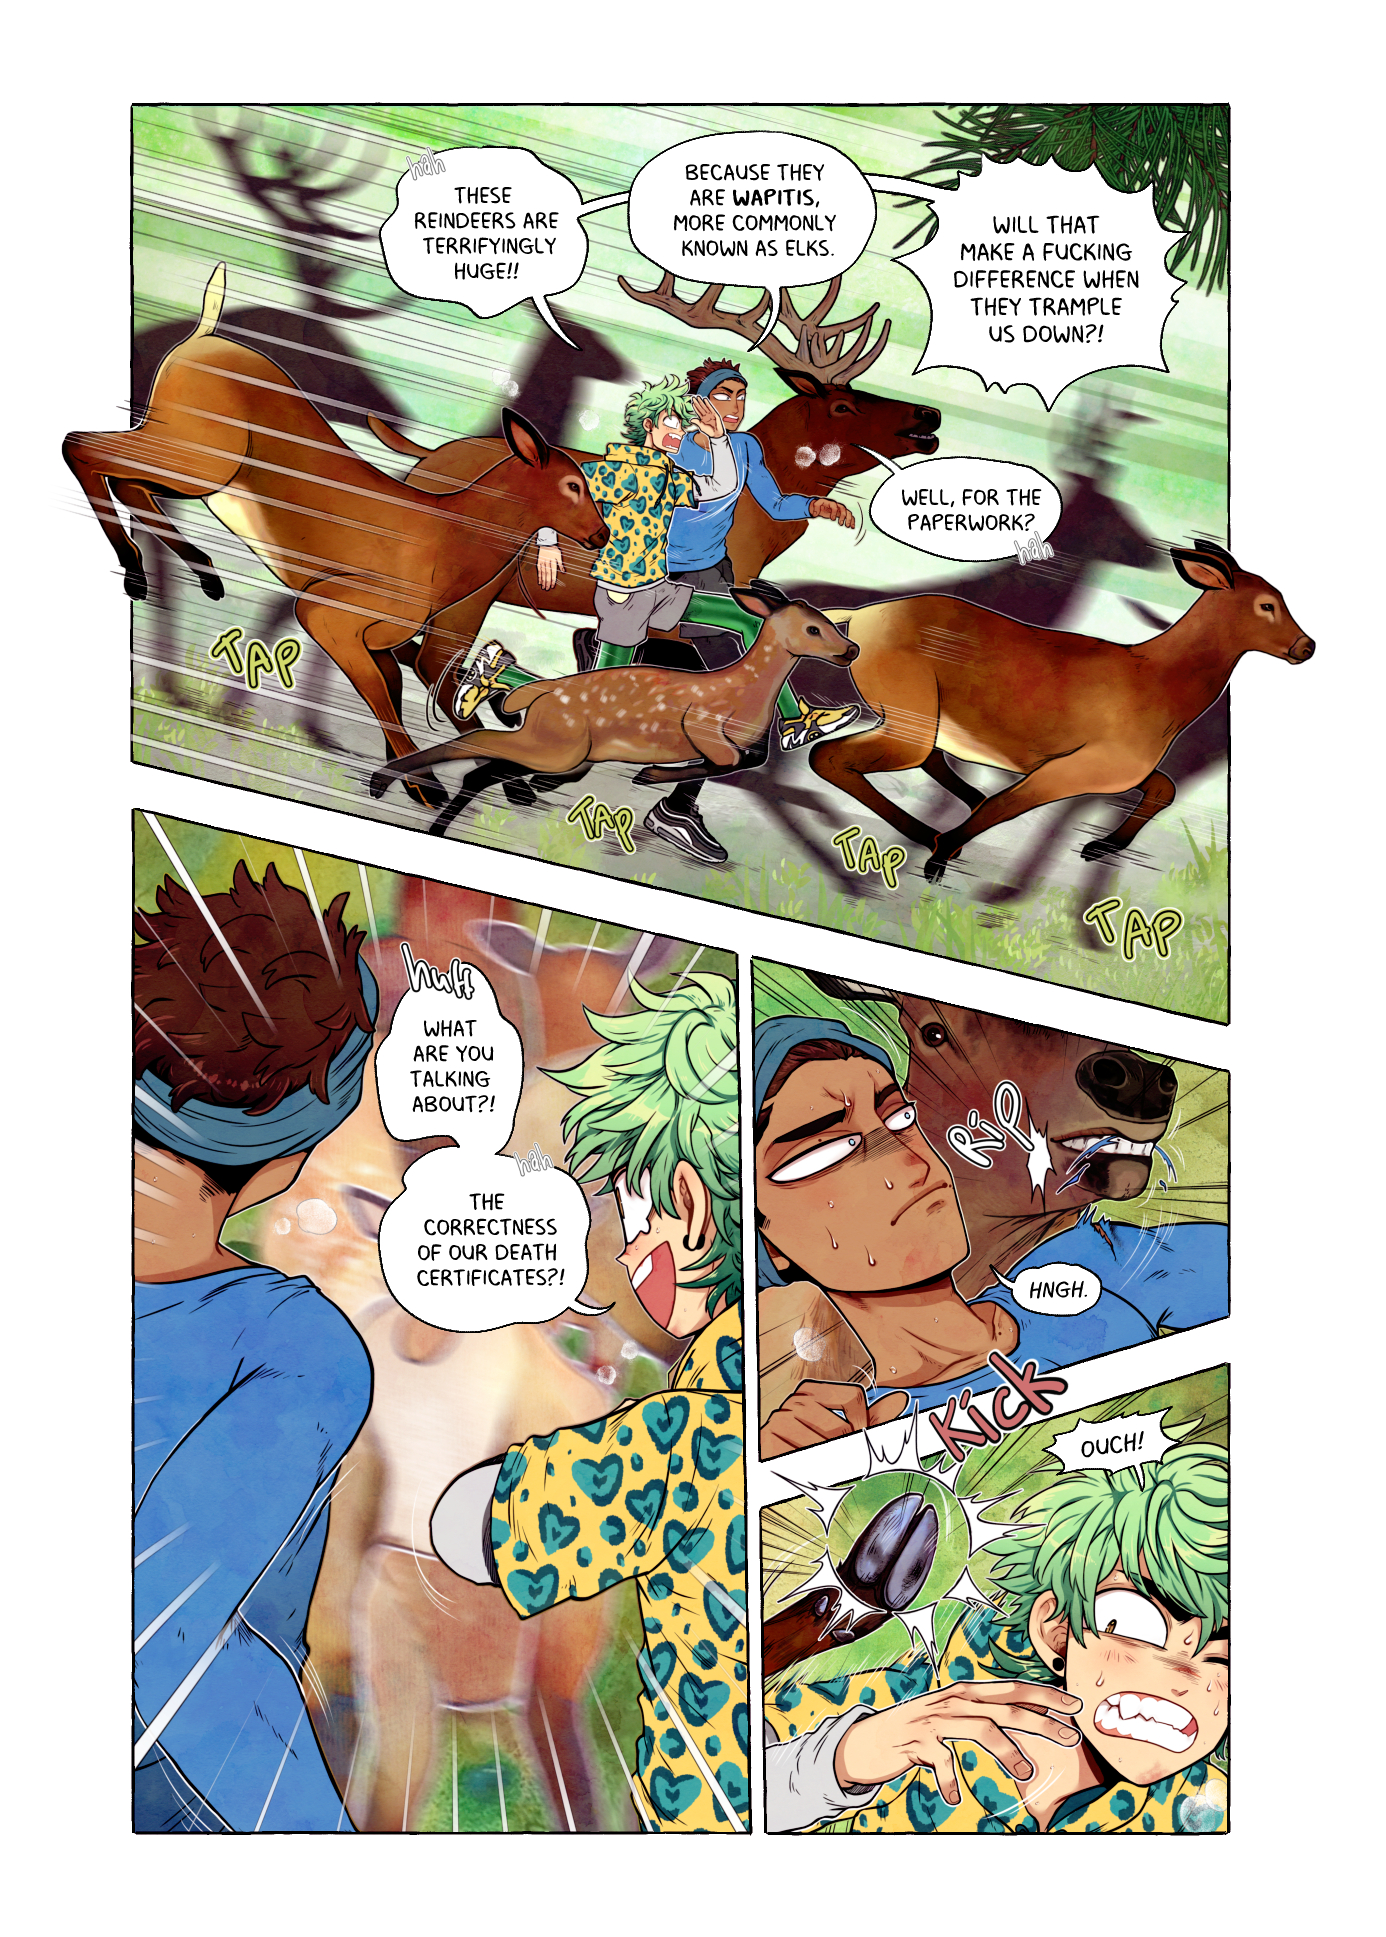 hah
THESE
REINDEERS ARE
TERRIFYINGLY
HUGE!!
BECAUSE THEY
ARE WAPITIS,
MORE COMMONLY
KNOWN AS ELKS.
WILL THAT
MAKE A FUCKING
DIFFERENCE WHEN
THEY TRAMPLE
US DOWN?!
WELL, FOR THE
PAPERWORK?
hah
TAP
TAP
TAP
TAP
huff
WHAT
ARE YOU
TALKING
ABOUT?!
hah
THE
CORRECTNESS
OF OUR DEATH
CERTIFICATES?!
Rip
HNGH.
Kick
OUCH!